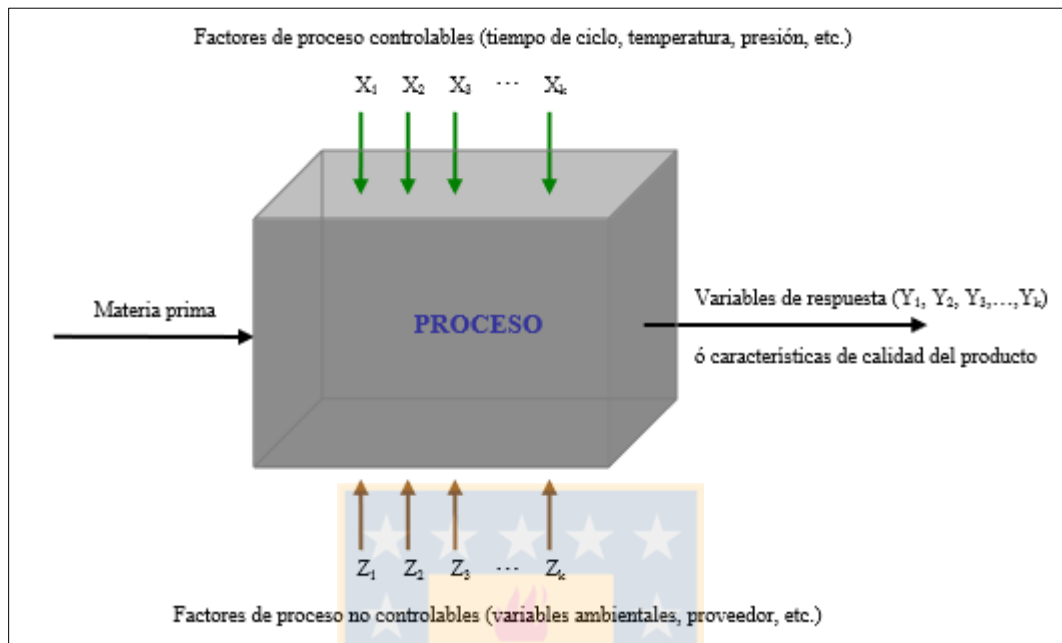 Factores de proceso controlables (tiempo de ciclo, temperatura, presión, etc.)
X₁ X₂ X₃ ⋯ Xₖ
Materia prima
PROCESO
Variables de respuesta (Y₁, Y₂, Y₃,…,Yₖ)
ó características de calidad del producto
Z₁ Z₂ Z₃ ⋯ Zₖ
Factores de proceso no controlables (variables ambientales, proveedor, etc.)